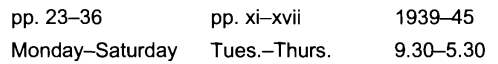 pp. 23–36 pp. xi–xvii 1939–45
Monday–Saturday Tues.–Thurs. 9.30–5.30